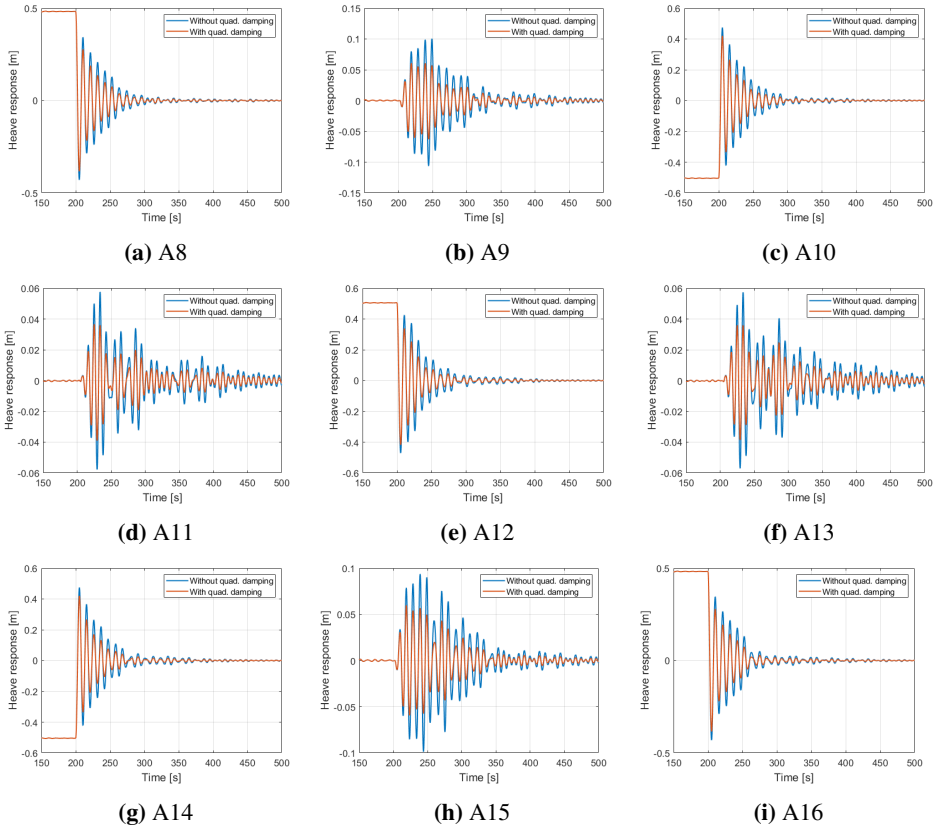 0.5
0
-0.5
Heave response [m]
Without quad. damping
With quad. damping
150 200 250 300 350 400 450 500
Time [s]
(a) A8
0.15
0.1
0.05
0
-0.05
-0.1
-0.15
Heave response [m]
Without quad. damping
With quad. damping
150 200 250 300 350 400 450 500
Time [s]
(b) A9
0.6
0.4
0.2
0
-0.2
-0.4
-0.6
Heave response [m]
Without quad. damping
With quad. damping
150 200 250 300 350 400 450 500
Time [s]
(c) A10
0.06
0.04
0.02
0
-0.02
-0.04
-0.06
Heave response [m]
Without quad. damping
With quad. damping
150 200 250 300 350 400 450 500
Time [s]
(d) A11
0.6
0.4
0.2
0
-0.2
-0.4
-0.6
Heave response [m]
Without quad. damping
With quad. damping
150 200 250 300 350 400 450 500
Time [s]
(e) A12
0.06
0.04
0.02
0
-0.02
-0.04
-0.06
Heave response [m]
Without quad. damping
With quad. damping
150 200 250 300 350 400 450 500
Time [s]
(f) A13
0.6
0.4
0.2
0
-0.2
-0.4
-0.6
Heave response [m]
Without quad. damping
With quad. damping
150 200 250 300 350 400 450 500
Time [s]
(g) A14
0.1
0.05
0
-0.05
-0.1
Heave response [m]
Without quad. damping
With quad. damping
150 200 250 300 350 400 450 500
Time [s]
(h) A15
0.5
0
-0.5
Heave response [m]
Without quad. damping
With quad. damping
150 200 250 300 350 400 450 500
Time [s]
(i) A16